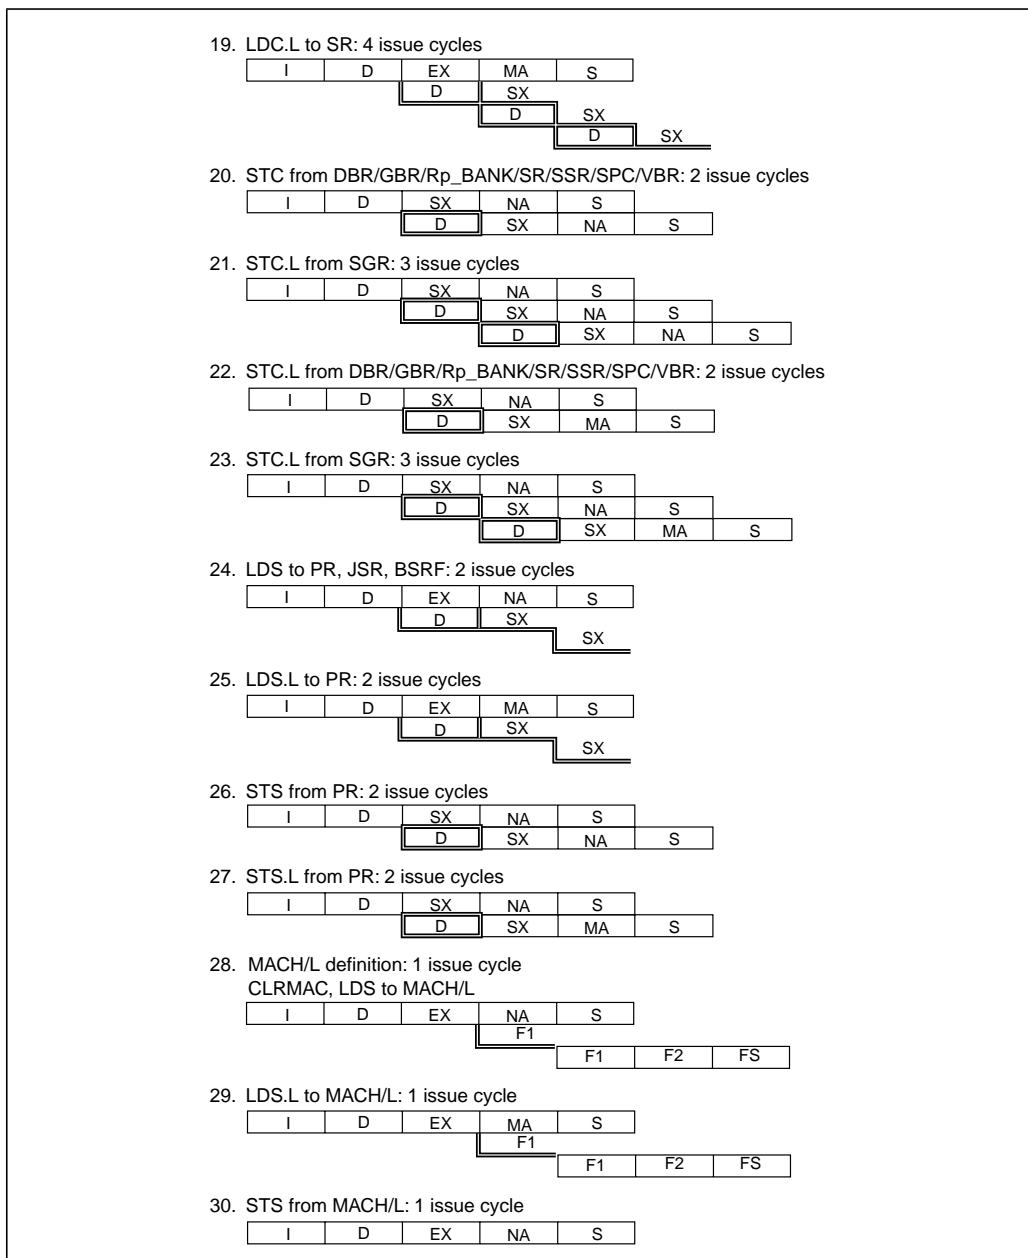 19. LDC.L to SR: 4 issue cycles
I D EX MA S
D SX
D SX
D SX
20. STC from DBR/GBR/Rp_BANK/SR/SSR/SPC/VBR: 2 issue cycles
I D SX NA S
D SX NA S
21. STC.L from SGR: 3 issue cycles
I D SX NA S
D SX NA S
D SX NA S
22. STC.L from DBR/GBR/Rp_BANK/SR/SSR/SPC/VBR: 2 issue cycles
I D SX NA S
D SX MA S
23. STC.L from SGR: 3 issue cycles
I D SX NA S
D SX NA S
D SX MA S
24. LDS to PR, JSR, BSRF: 2 issue cycles
I D EX NA S
D SX
SX
25. LDS.L to PR: 2 issue cycles
I D EX MA S
D SX
SX
26. STS from PR: 2 issue cycles
I D SX NA S
D SX NA S
27. STS.L from PR: 2 issue cycles
I D SX NA S
D SX MA S
28. MACH/L definition: 1 issue cycle
CLRMAC, LDS to MACH/L
I D EX NA S
F1
F1 F2 FS
29. LDS.L to MACH/L: 1 issue cycle
I D EX MA S
F1
F1 F2 FS
30. STS from MACH/L: 1 issue cycle
I D EX NA S